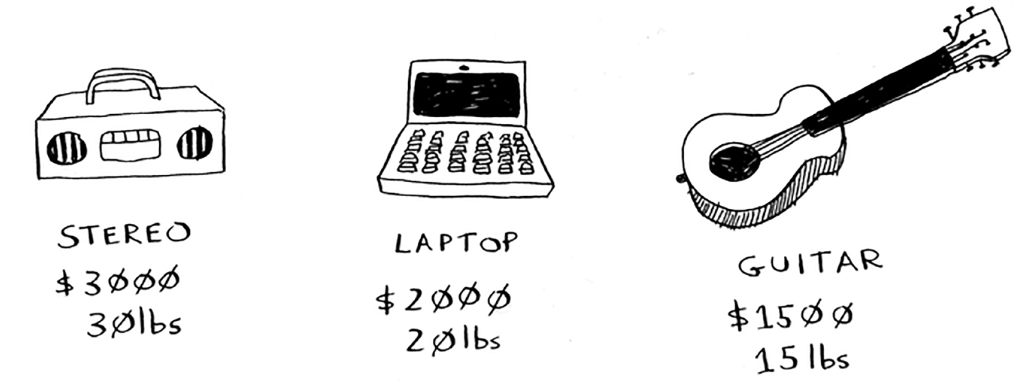 STEREO
$3000
30lbs
LAPTOP
$2000
20lbs
GUITAR
$1500
15lbs